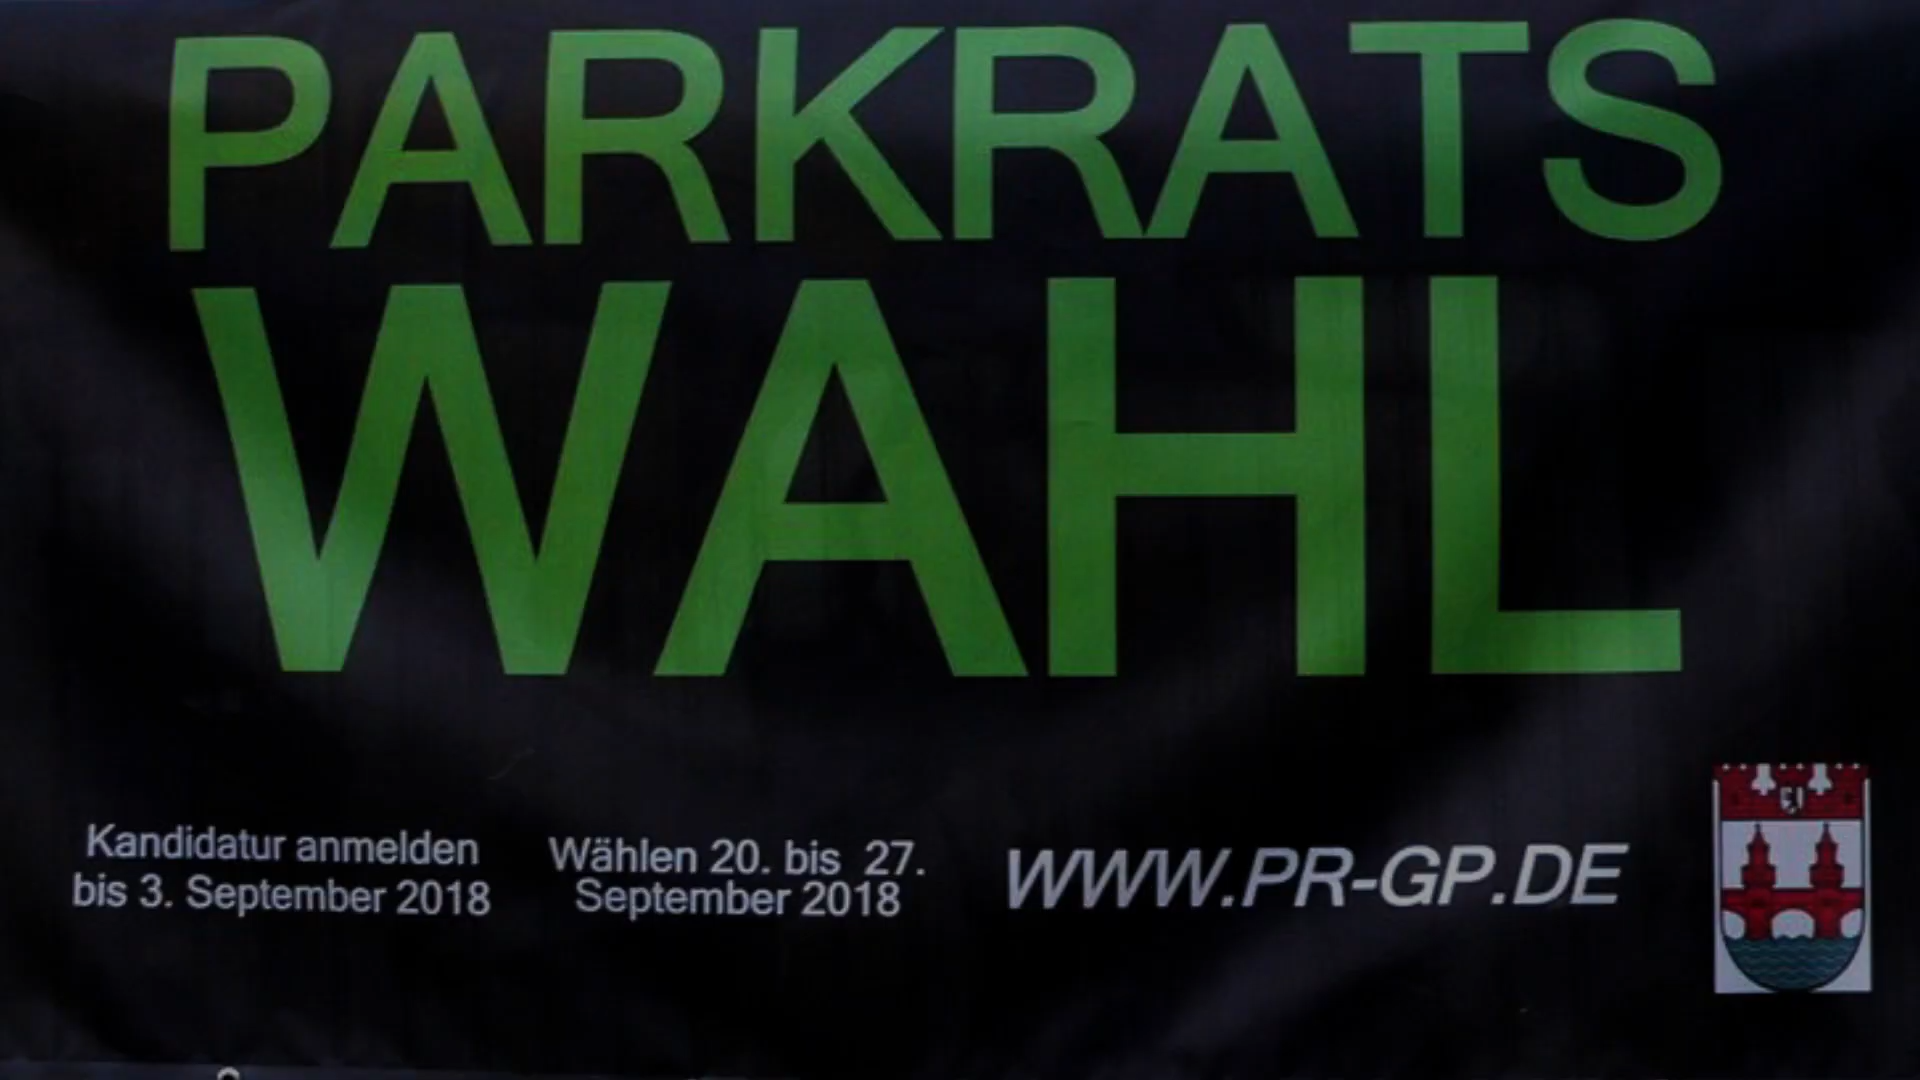 PARKRATS
WAHL
Kandidatur anmelden
bis 3. September 2018
Wählen 20. bis 27.
September 2018
WWW.PR-GP.DE